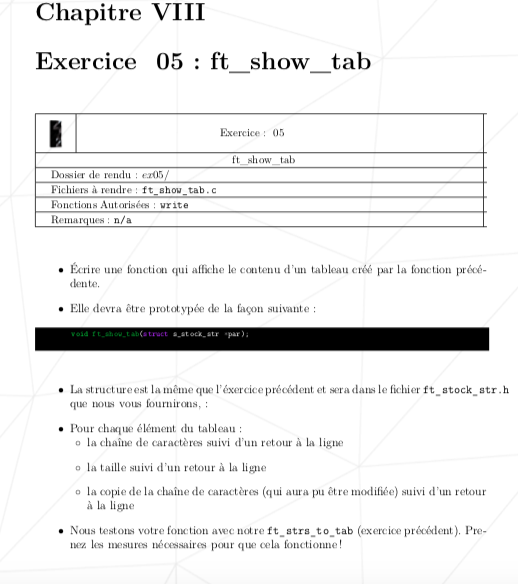 Chapitre VIII
Exercice 05 : ft_show_tab
Exercice : 05
ft_show_tab
Dossier de rendu : ex05/
Fichiers à rendre : ft_show_tab.c
Fonctions Autorisées : write
Remarques : n/a
• Écrire une fonction qui affiche le contenu d'un tableau créé par la fonction précé-
dente.
• Elle devra être prototypée de la façon suivante :
void ft_show_tab(struct s_stock_str *par);
• La structure est la même que l'éxercice précédent et sera dans le fichier ft_stock_str.h
que nous vous fournirons, :
• Pour chaque élément du tableau :
◦ la chaîne de caractères suivi d'un retour à la ligne
◦ la taille suivi d'un retour à la ligne
◦ la copie de la chaîne de caractères (qui aura pu être modifiée) suivi d'un retour
à la ligne
• Nous testons votre fonction avec notre ft_strs_to_tab (exercice précédent). Pre-
nez les mesures nécessaires pour que cela fonctionne !